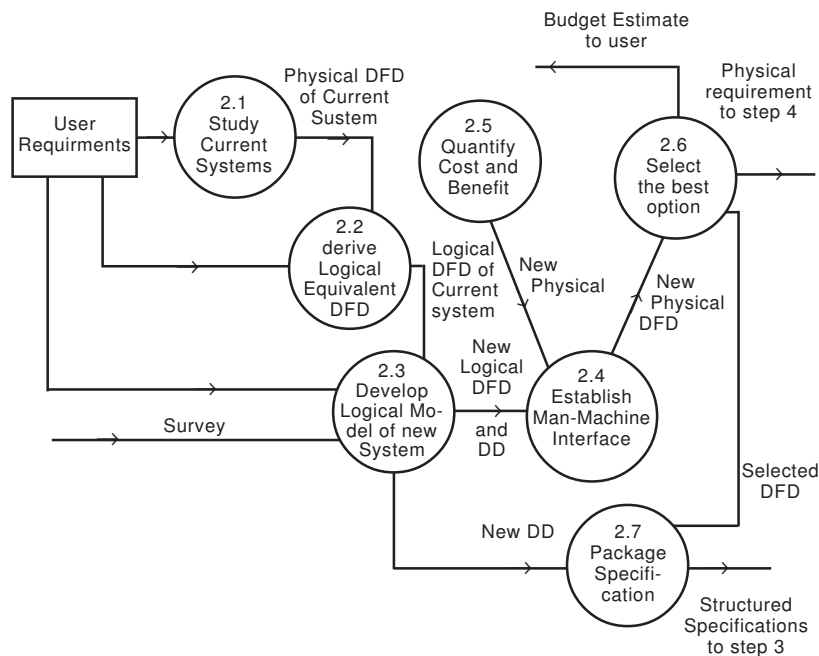 Budget Estimate
to user
Physical
requirement
to step 4
Physical DFD
of Current
Sustem
User
Requirments
2.1
Study
Current
Systems
2.5
Quantify
Cost and
Benefit
2.6
Select
the best
option
2.2
derive
Logical
Equivalent
DFD
Logical
DFD of
Current
system
New
Physical
New
Physical
DFD
2.3
Develop
Logical Mo-
del of new
System
New
Logical
DFD
and
DD
2.4
Establish
Man-Machine
Interface
Survey
Selected
DFD
New DD
2.7
Package
Specifi-
cation
Structured
Specifications
to step 3